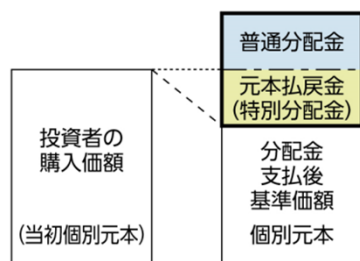 普通分配金
元本払戻金
(特別分配金)
投資者の
購入価額
(当初個別元本)
分配金
支払後
基準価額
個別元本